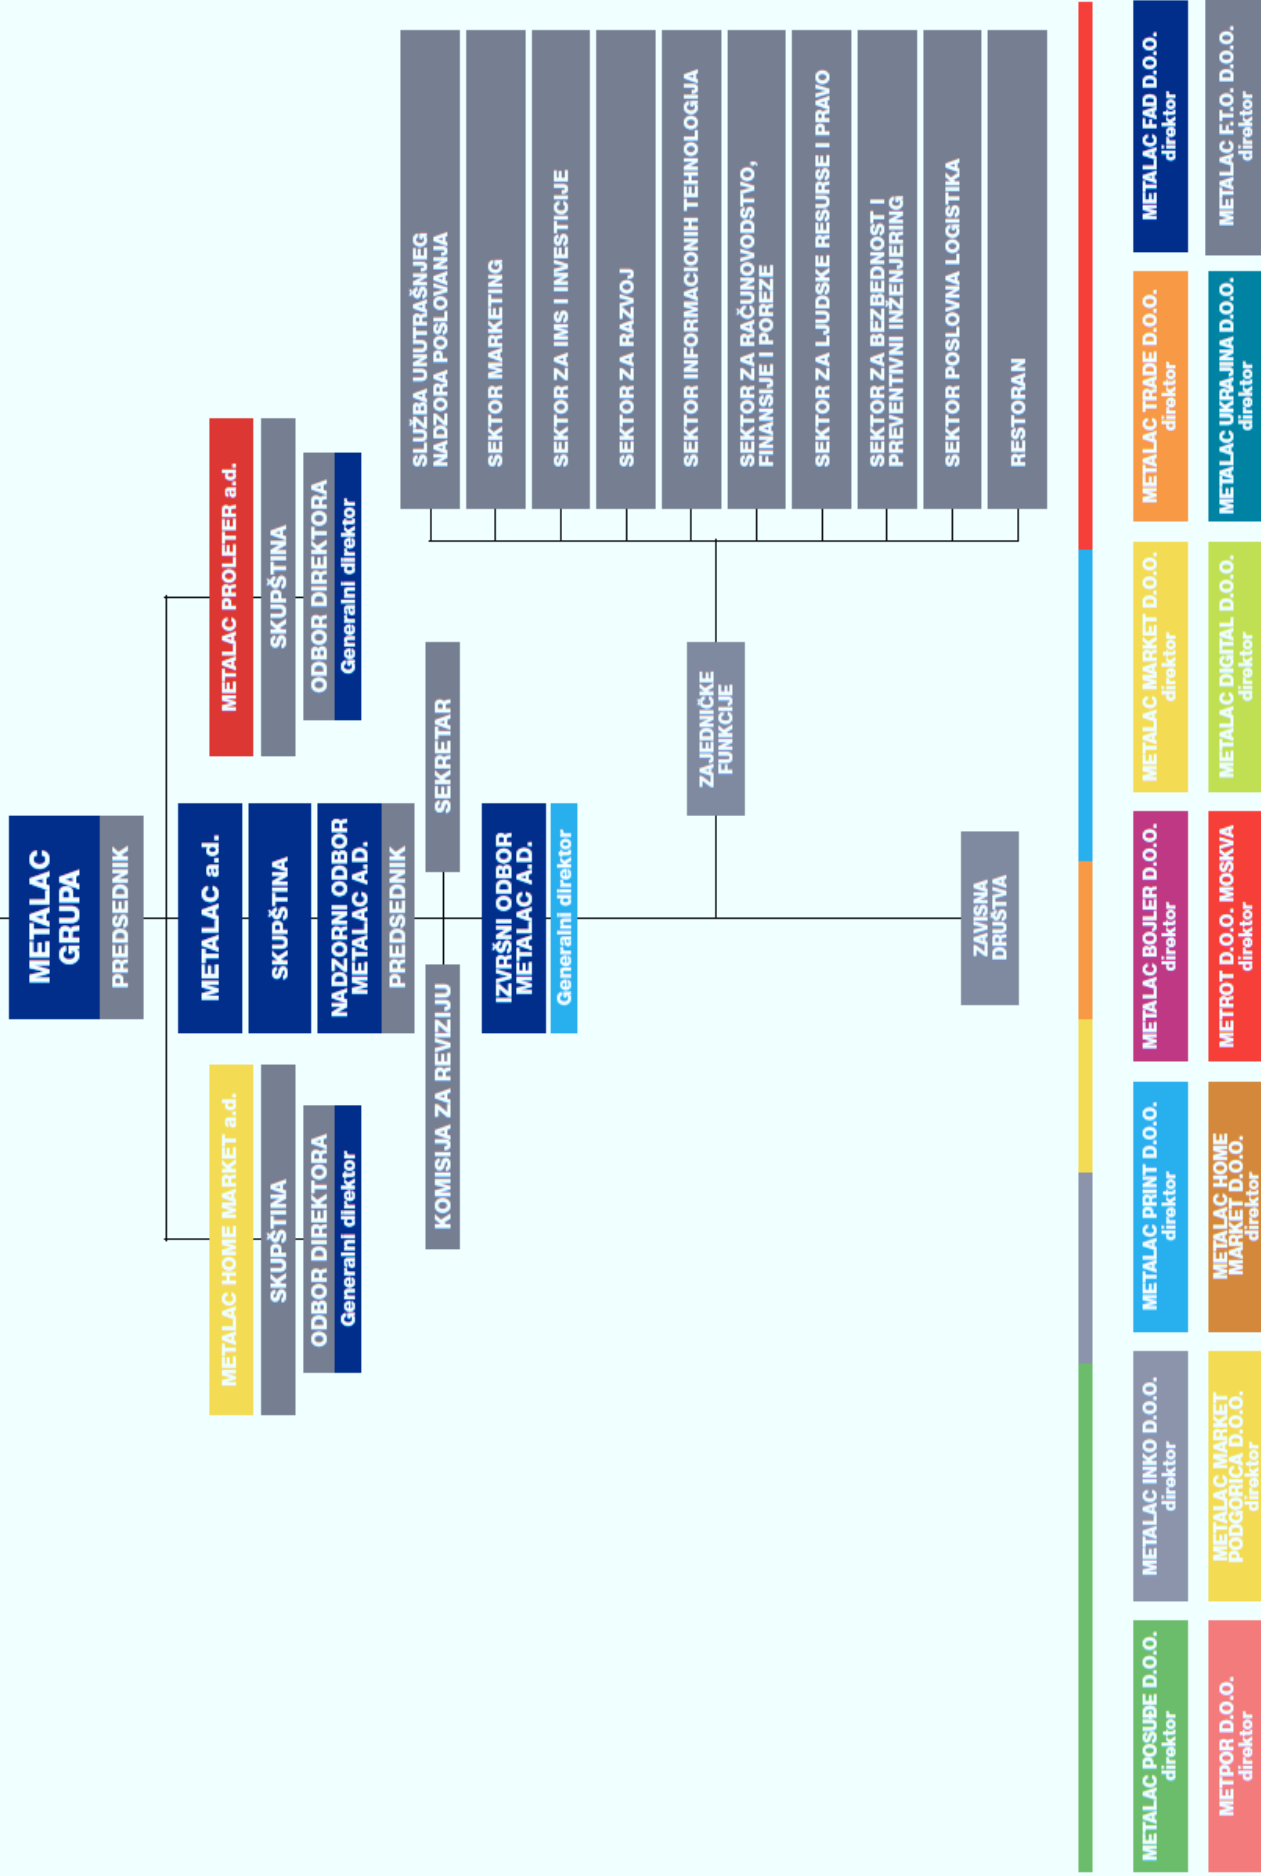 METALAC
GRUPA
PREDSEDNIK
METALAC HOME MARKET a.d.
SKUPŠTINA
ODBOR DIREKTORA
Generalni direktor
METALAC a.d.
SKUPŠTINA
NADZORNI ODBOR
METALAC A.D.
PREDSEDNIK
METALAC PROLETER a.d.
SKUPŠTINA
ODBOR DIREKTORA
Generalni direktor
KOMISIJA ZA REVIZIJU
SEKRETAR
IZVRŠNI ODBOR
METALAC A.D.
Generalni direktor
ZAJEDNIČKE
FUNKCIJE
SLUŽBA UNUTRAŠNJEG
NADZORA POSLOVANJA
SEKTOR MARKETING
SEKTOR ZA IMS I INVESTICIJE
SEKTOR ZA RAZVOJ
SEKTOR INFORMACIONIH TEHNOLOGIJA
SEKTOR ZA RAČUNOVODSTVO,
FINANSIJE I POREZE
SEKTOR ZA LJUDSKE RESURSE I PRAVO
SEKTOR ZA BEZBEDNOST I
PREVENTIVNI INŽENJERING
SEKTOR POSLOVNA LOGISTIKA
RESTORAN
ZAVISNA
DRUŠTVA
METALAC POSUĐE D.O.O.
direktor
METALAC INKO D.O.O.
direktor
METALAC PRINT D.O.O.
direktor
METALAC BOJLER D.O.O.
direktor
METALAC MARKET D.O.O.
direktor
METALAC TRADE D.O.O.
direktor
METALAC FAD D.O.O.
direktor
METPOR D.O.O.
direktor
METALAC MARKET
PODGORICA D.O.O.
direktor
METALAC HOME
MARKET D.O.O.
direktor
METROT D.O.O. MOSKVA
direktor
METALAC DIGITAL D.O.O.
direktor
METALAC UKRAJINA D.O.O.
direktor
METALAC F.T.O. D.O.O.
direktor